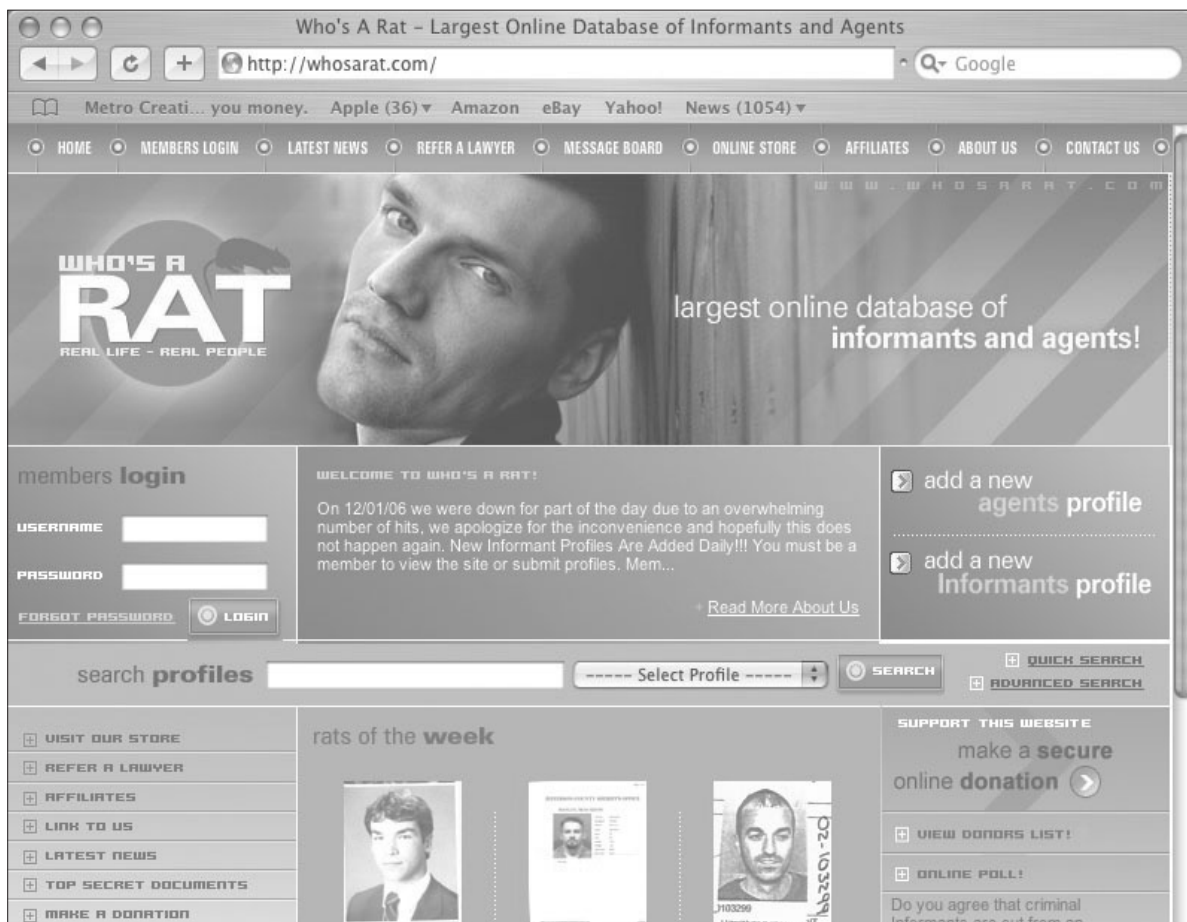 Who's A Rat – Largest Online Database of Informants and Agents
http://whosarat.com/
Google
Metro Creati... you money. Apple (36) Amazon eBay Yahoo! News (1054)
HOME MEMBERS LOGIN LATEST NEWS REFER A LAWYER MESSAGE BOARD ONLINE STORE AFFILIATES ABOUT US CONTACT US
WWW.WHOSARAT.COM
WHO'S A
RAT
REAL LIFE - REAL PEOPLE
largest online database of
informants and agents!
members login
USERNAME
PASSWORD
FORGOT PASSWORD LOGIN
WELCOME TO WHO'S A RAT!
On 12/01/06 we were down for part of the day due to an overwhelming
number of hits, we apologize for the inconvenience and hopefully this does
not happen again. New Informant Profiles Are Added Daily!!! You must be a
member to view the site or submit profiles. Mem...
Read More About Us
add a new
agents profile
add a new
Informants profile
search profiles ----- Select Profile ----- SEARCH
QUICK SEARCH
ADVANCED SEARCH
VISIT OUR STORE
REFER A LAWYER
AFFILIATES
LINK TO US
LATEST NEWS
TOP SECRET DOCUMENTS
MAKE A DONATION
rats of the week
0103299
02-103299
SUPPORT THIS WEBSITE
make a secure
online donation
VIEW DONORS LIST!
ONLINE POLL!
Do you agree that criminal